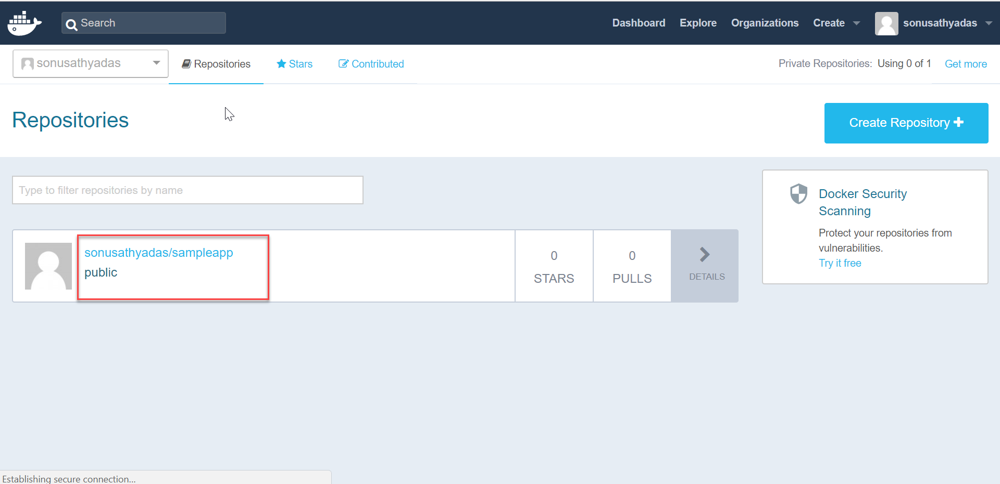 Search
Dashboard Explore Organizations Create sonusathyadas
sonusathyadas Repositories Stars Contributed Private Repositories: Using 0 of 1 Get more
Repositories
Create Repository
Type to filter repositories by name
sonusathyadas/sampleapp
public
0
STARS
0
PULLS
DETAILS
Docker Security
Scanning
Protect your repositories from
vulnerabilities.
Try it free
Establishing secure connection...